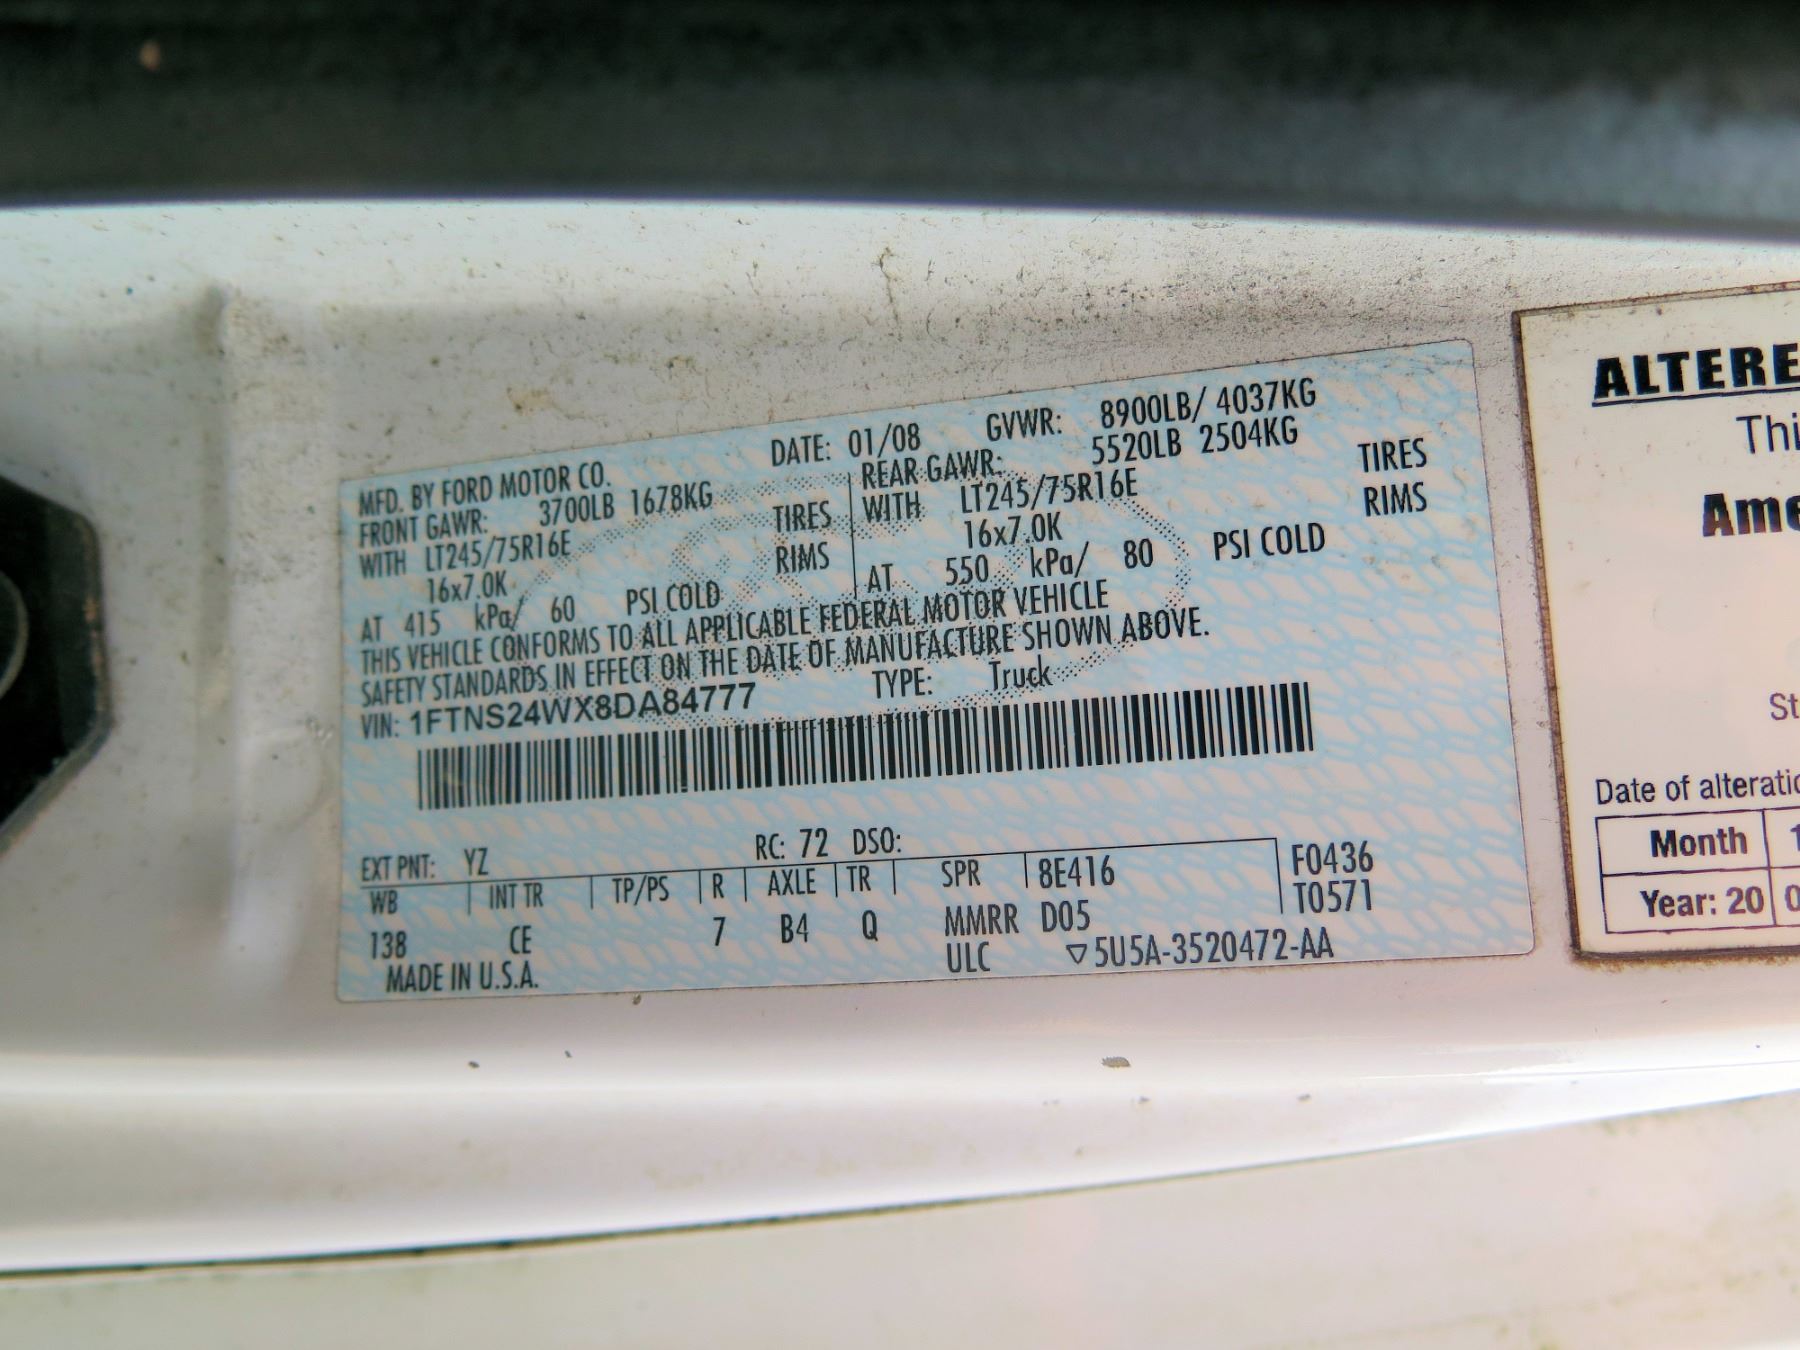 MFD. BY FORD MOTOR CO.
DATE: 01/08
GVWR: 8900LB/ 4037KG
FRONT GAWR: 3700LB 1678KG
WITH LT245/75R16E TIRES
16x7.0K RIMS
AT 415 kPa/ 60 PSI COLD
REAR GAWR: 5520LB 2504KG
WITH LT245/75R16E TIRES
16x7.0K RIMS
AT 550 kPa/ 80 PSI COLD
THIS VEHICLE CONFORMS TO ALL APPLICABLE FEDERAL MOTOR VEHICLE
SAFETY STANDARDS IN EFFECT ON THE DATE OF MANUFACTURE SHOWN ABOVE.
VIN: 1FTNS24WX8DA84777
TYPE: Truck
EXT PNT: YZ RC: 72 DSO:
WB INT TR TP/PS R AXLE TR SPR 8E416 F0436
138 CE 7 B4 Q MMRR D05 T0571
MADE IN U.S.A. ULC ▽5U5A-3520472-AA
ALTERE
Thi
Ame
St
Date of alteratio
Month 1
Year: 20 0